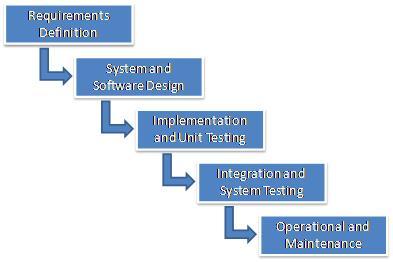 Requirements
Definition
System and
Software Design
Implementation
and Unit Testing
Integration and
System Testing
Operational and
Maintenance